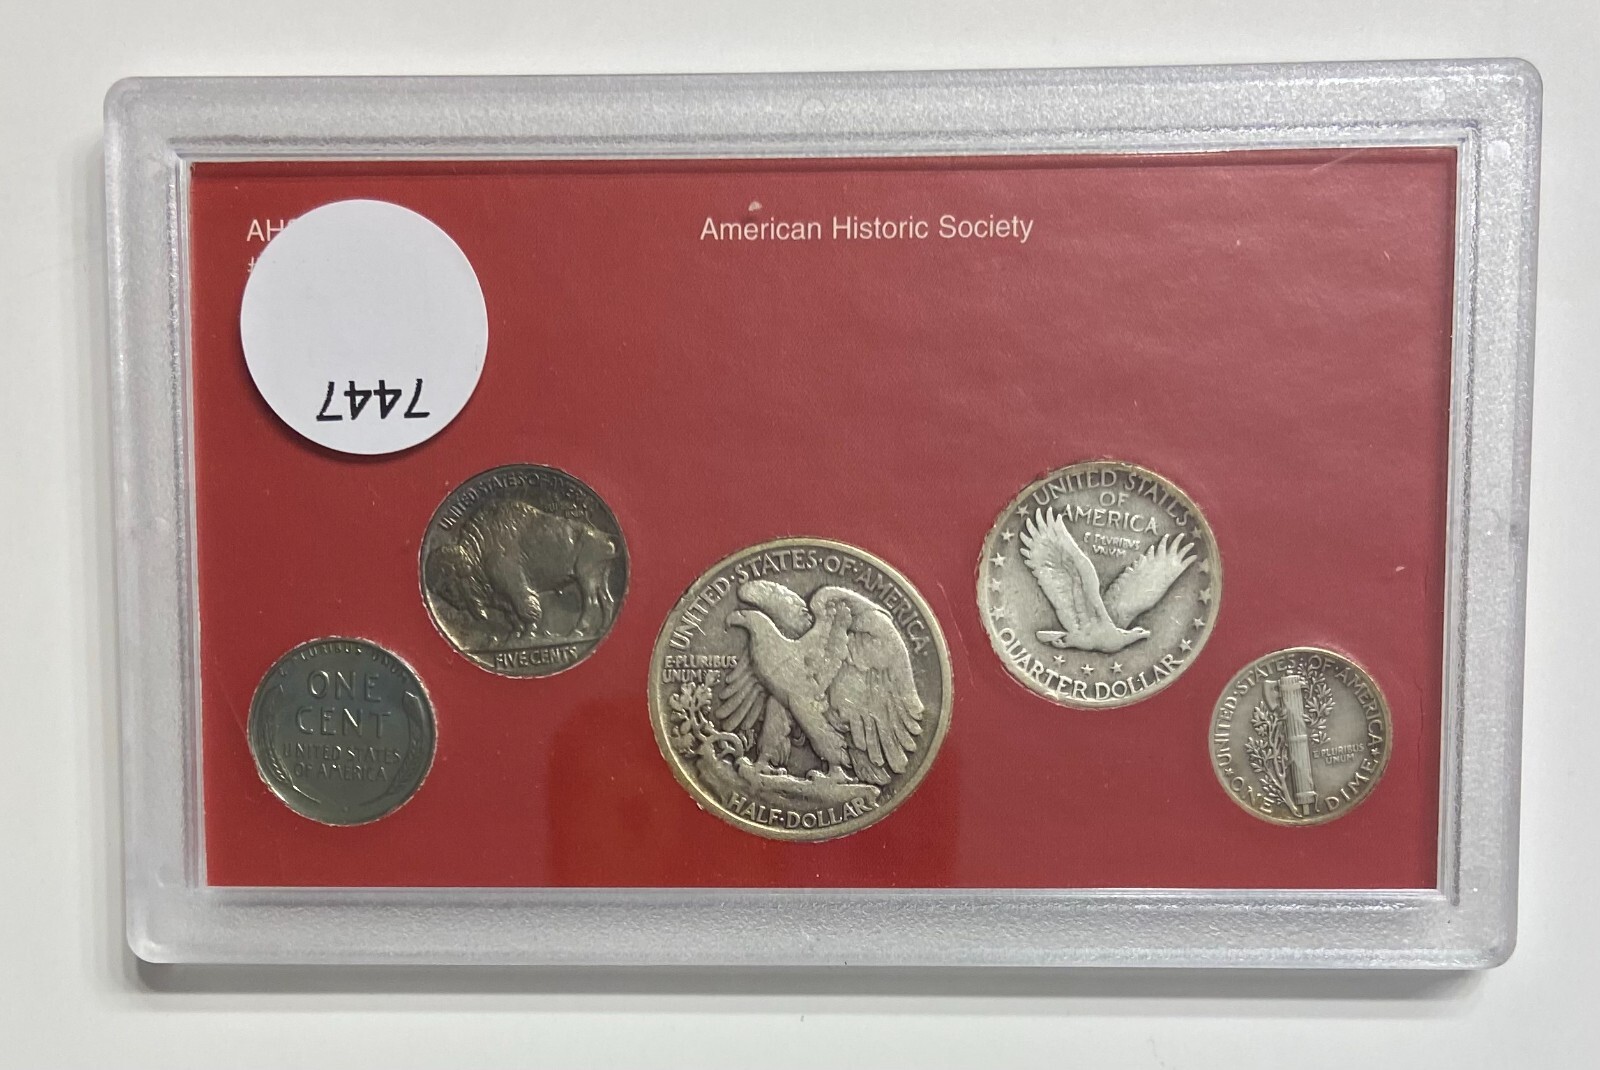 American Historic Society
7447
UNITED STATES OF AMERICA
FIVE CENTS
ONE
CENT
UNITED STATES
OF AMERICA
UNITED·STATES·OF·AMERICA
E·PLURIBUS
UNUM
HALF·DOLLAR
UNITED STATES
OF
AMERICA
E PLURIBUS
UNUM
QUARTER DOLLAR
UNITED·STATES·OF·AMERICA
E·PLURIBUS
UNUM
ONE DIME